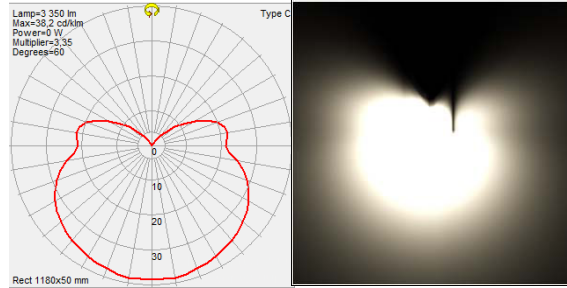 Lamp=3 350 lm
Type C
Max=38,2 cd/klm
Power=0 W
Multiplier=3,35
Degrees=60
0
10
20
30
Rect 1180x50 mm